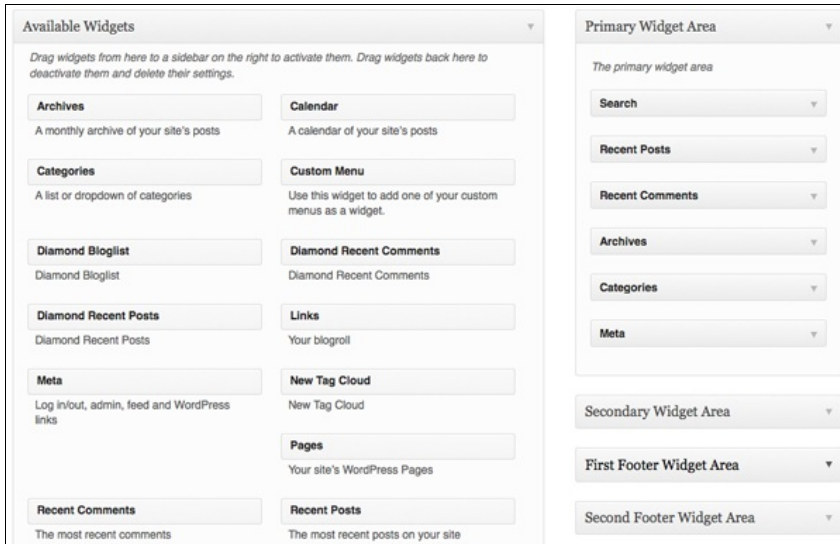 Available Widgets
Drag widgets from here to a sidebar on the right to activate them. Drag widgets back here to
deactivate them and delete their settings.
Archives
A monthly archive of your site's posts
Calendar
A calendar of your site's posts
Categories
A list or dropdown of categories
Custom Menu
Use this widget to add one of your custom
menus as a widget.
Diamond Bloglist
Diamond Bloglist
Diamond Recent Comments
Diamond Recent Comments
Diamond Recent Posts
Diamond Recent Posts
Links
Your blogroll
Meta
Log in/out, admin, feed and WordPress
links
New Tag Cloud
New Tag Cloud
Pages
Your site's WordPress Pages
Recent Comments
The most recent comments
Recent Posts
The most recent posts on your site
Primary Widget Area
The primary widget area
Search
Recent Posts
Recent Comments
Archives
Categories
Meta
Secondary Widget Area
First Footer Widget Area
Second Footer Widget Area